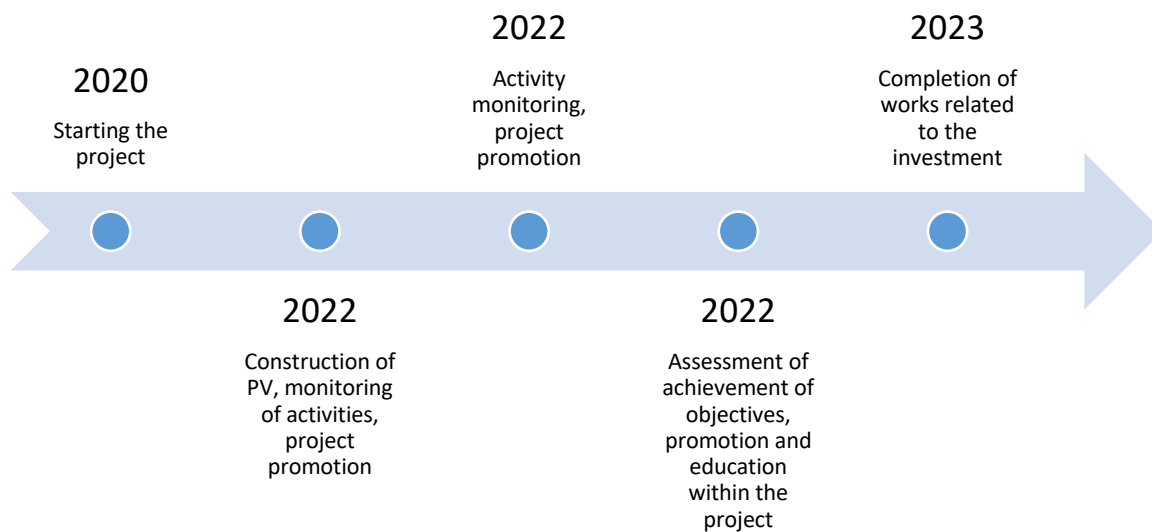 2020
Starting the
project
2022
Construction of
PV, monitoring
of activities,
project
promotion
2022
Activity
monitoring,
project
promotion
2022
Assessment of
achievement of
objectives,
promotion and
education
within the
project
2023
Completion of
works related
to the
investment